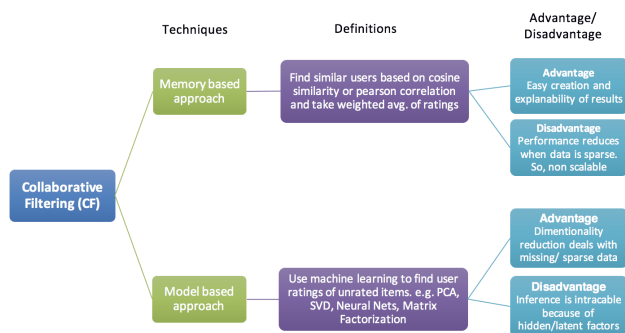 Techniques
Definitions
Advantage/
Disadvantage
Collaborative
Filtering (CF)
Memory based
approach
Find similar users based on cosine
similarity or pearson correlation
and take weighted avg. of ratings
Advantage
Easy creation and
explanability of results
Disadvantage
Performance reduces
when data is sparse.
So, non scalable
Model based
approach
Use machine learning to find user
ratings of unrated items. e.g. PCA,
SVD, Neural Nets, Matrix
Factorization
Advantage
Dimentionality
reduction deals with
missing/ sparse data
Disadvantage
Inference is intracable
because of
hidden/latent factors